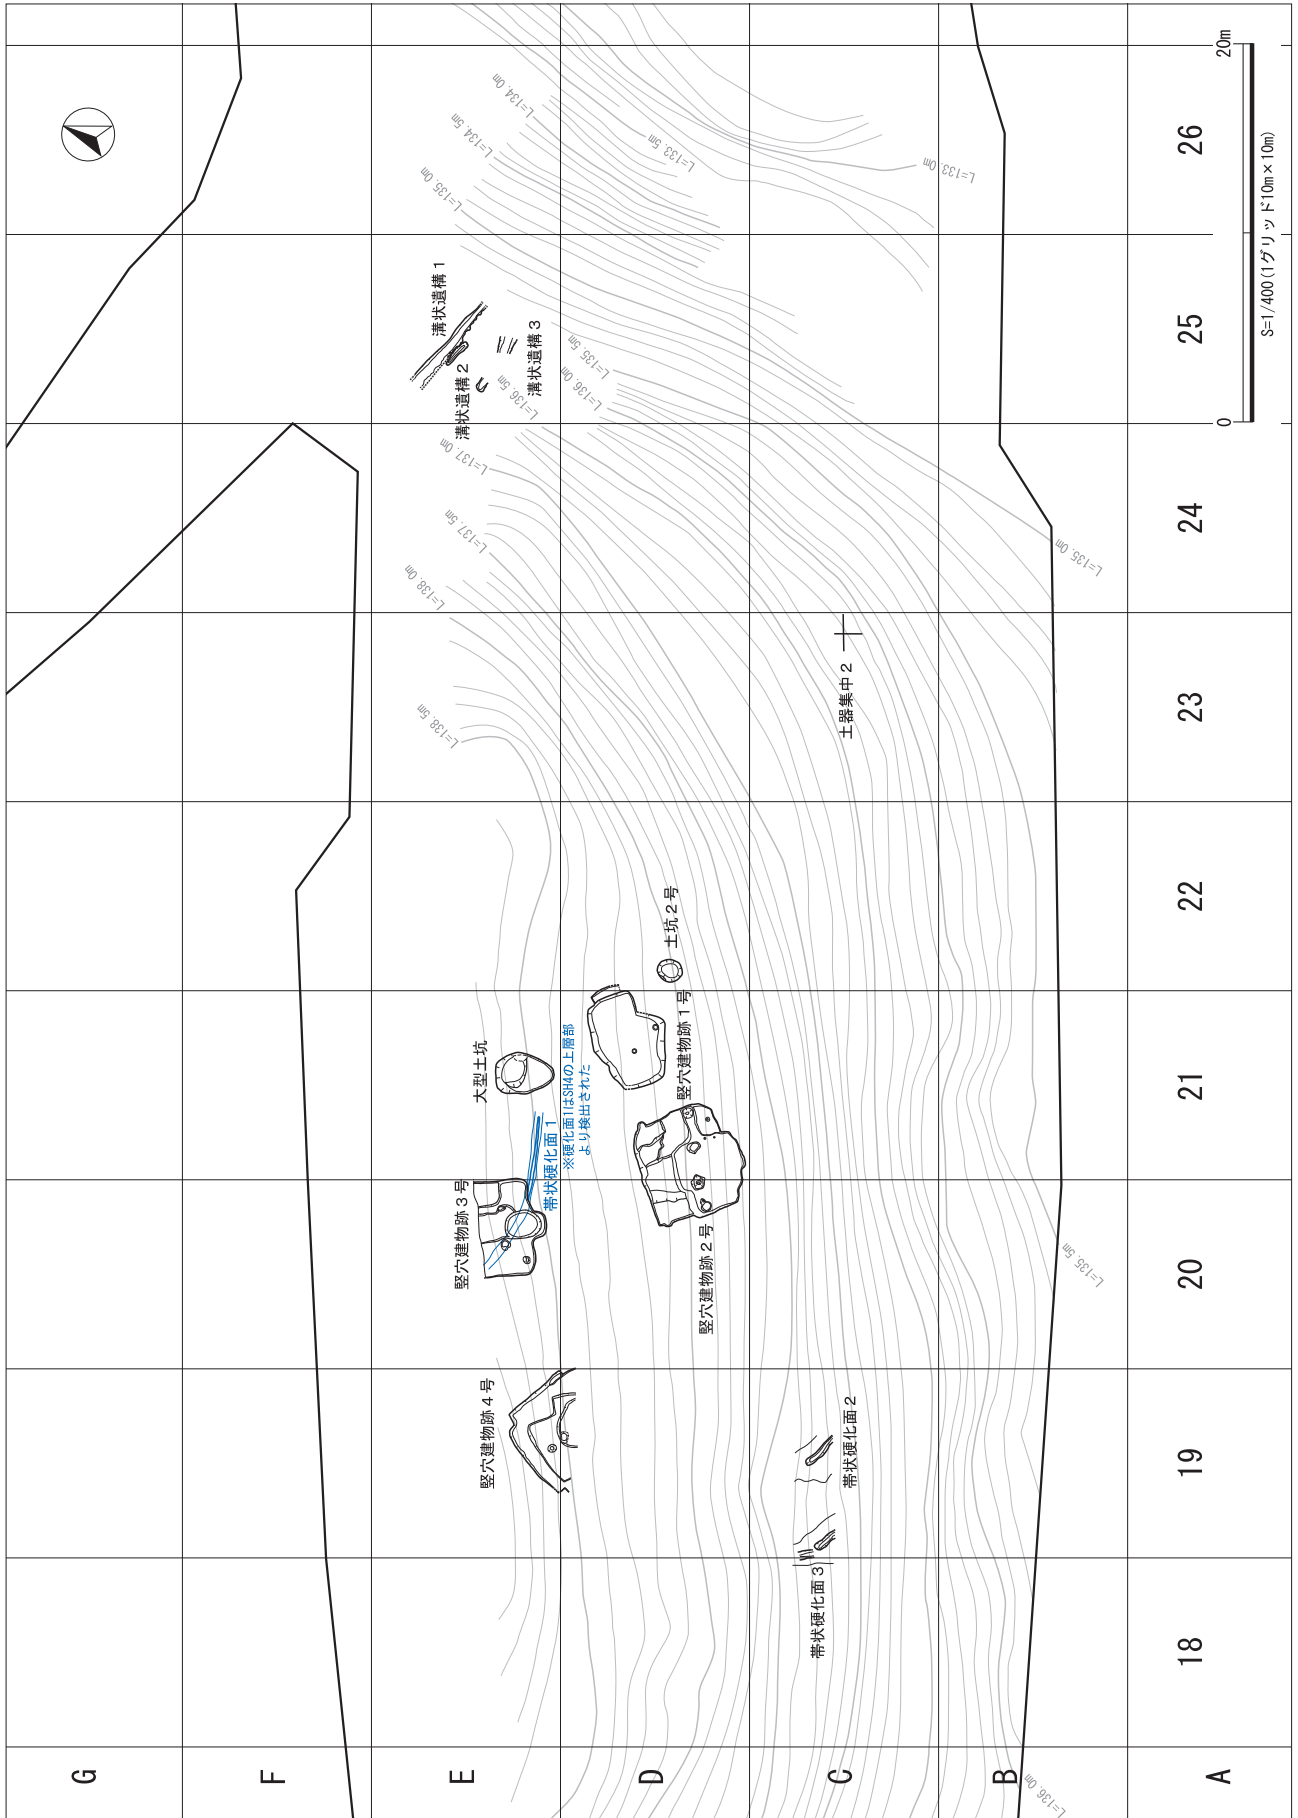 G
F
E
D
C
B
A
18
19
20
21
22
23
24
25
26
溝状遺構1
溝状遺構2
溝状遺構3
大型土坑
土坑2号
竪穴建物跡1号
竪穴建物跡2号
竪穴建物跡3号
竪穴建物跡4号
帯状硬化面1
※硬化面1はSH4の上層部
より検出された
帯状硬化面2
帯状硬化面3
土器集中2
L=133.0m
L=133.5m
L=134.0m
L=134.5m
L=135.0m
L=135.5m
L=136.0m
L=136.5m
L=137.0m
L=137.5m
L=138.0m
L=138.5m
L=135.0m
L=135.5m
L=136.0m
0
20m
S=1/400(1グリッド10m×10m)